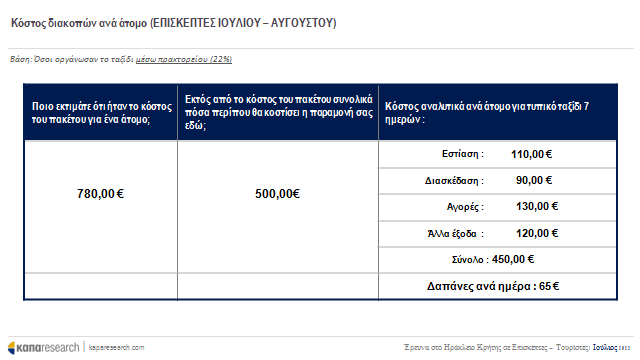 Κόστος διακοπών ανά άτομο (ΕΠΙΣΚΕΠΤΕΣ ΙΟΥΛΙΟΥ – ΑΥΓΟΥΣΤΟΥ)
Βάση: Όσοι οργάνωσαν το ταξίδι μέσω πρακτορείου (22%)
Ποιο εκτιμάτε ότι ήταν το κόστος
του πακέτου για ένα άτομο;
Εκτός από το κόστος του πακέτου συνολικά
πόσα περίπου θα κοστίσει η παραμονή σας
εδώ;
Κόστος αναλυτικά ανά άτομο για τυπικό ταξίδι 7
ημερών :
780,00 €
500,00€
Εστίαση : 110,00 €
Διασκέδαση : 90,00 €
Αγορές : 130,00 €
Άλλα έξοδα : 120,00 €
Σύνολο : 450,00 €
Δαπάνες ανά ημέρα : 65 €
καπαresearch | kaparesearch.com
Έρευνα στο Ηράκλειο Κρήτης σε Επισκέπτες – Τουρίστες| Ιούλιος 2022